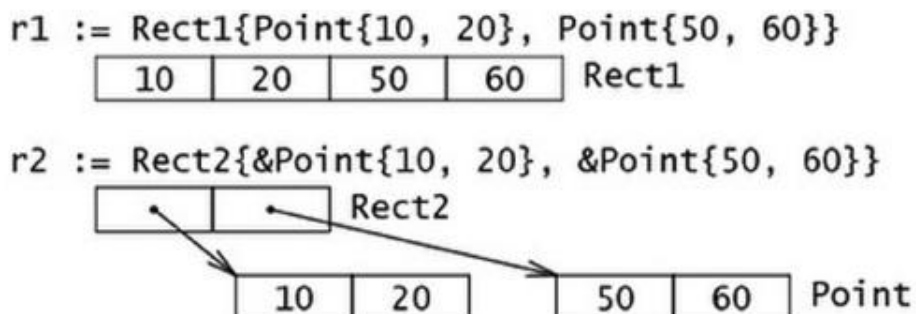 r1 := Rect1{Point{10, 20}, Point{50, 60}}
10 20 50 60 Rect1
r2 := Rect2{&Point{10, 20}, &Point{50, 60}}
Rect2
10 20 50 60 Point